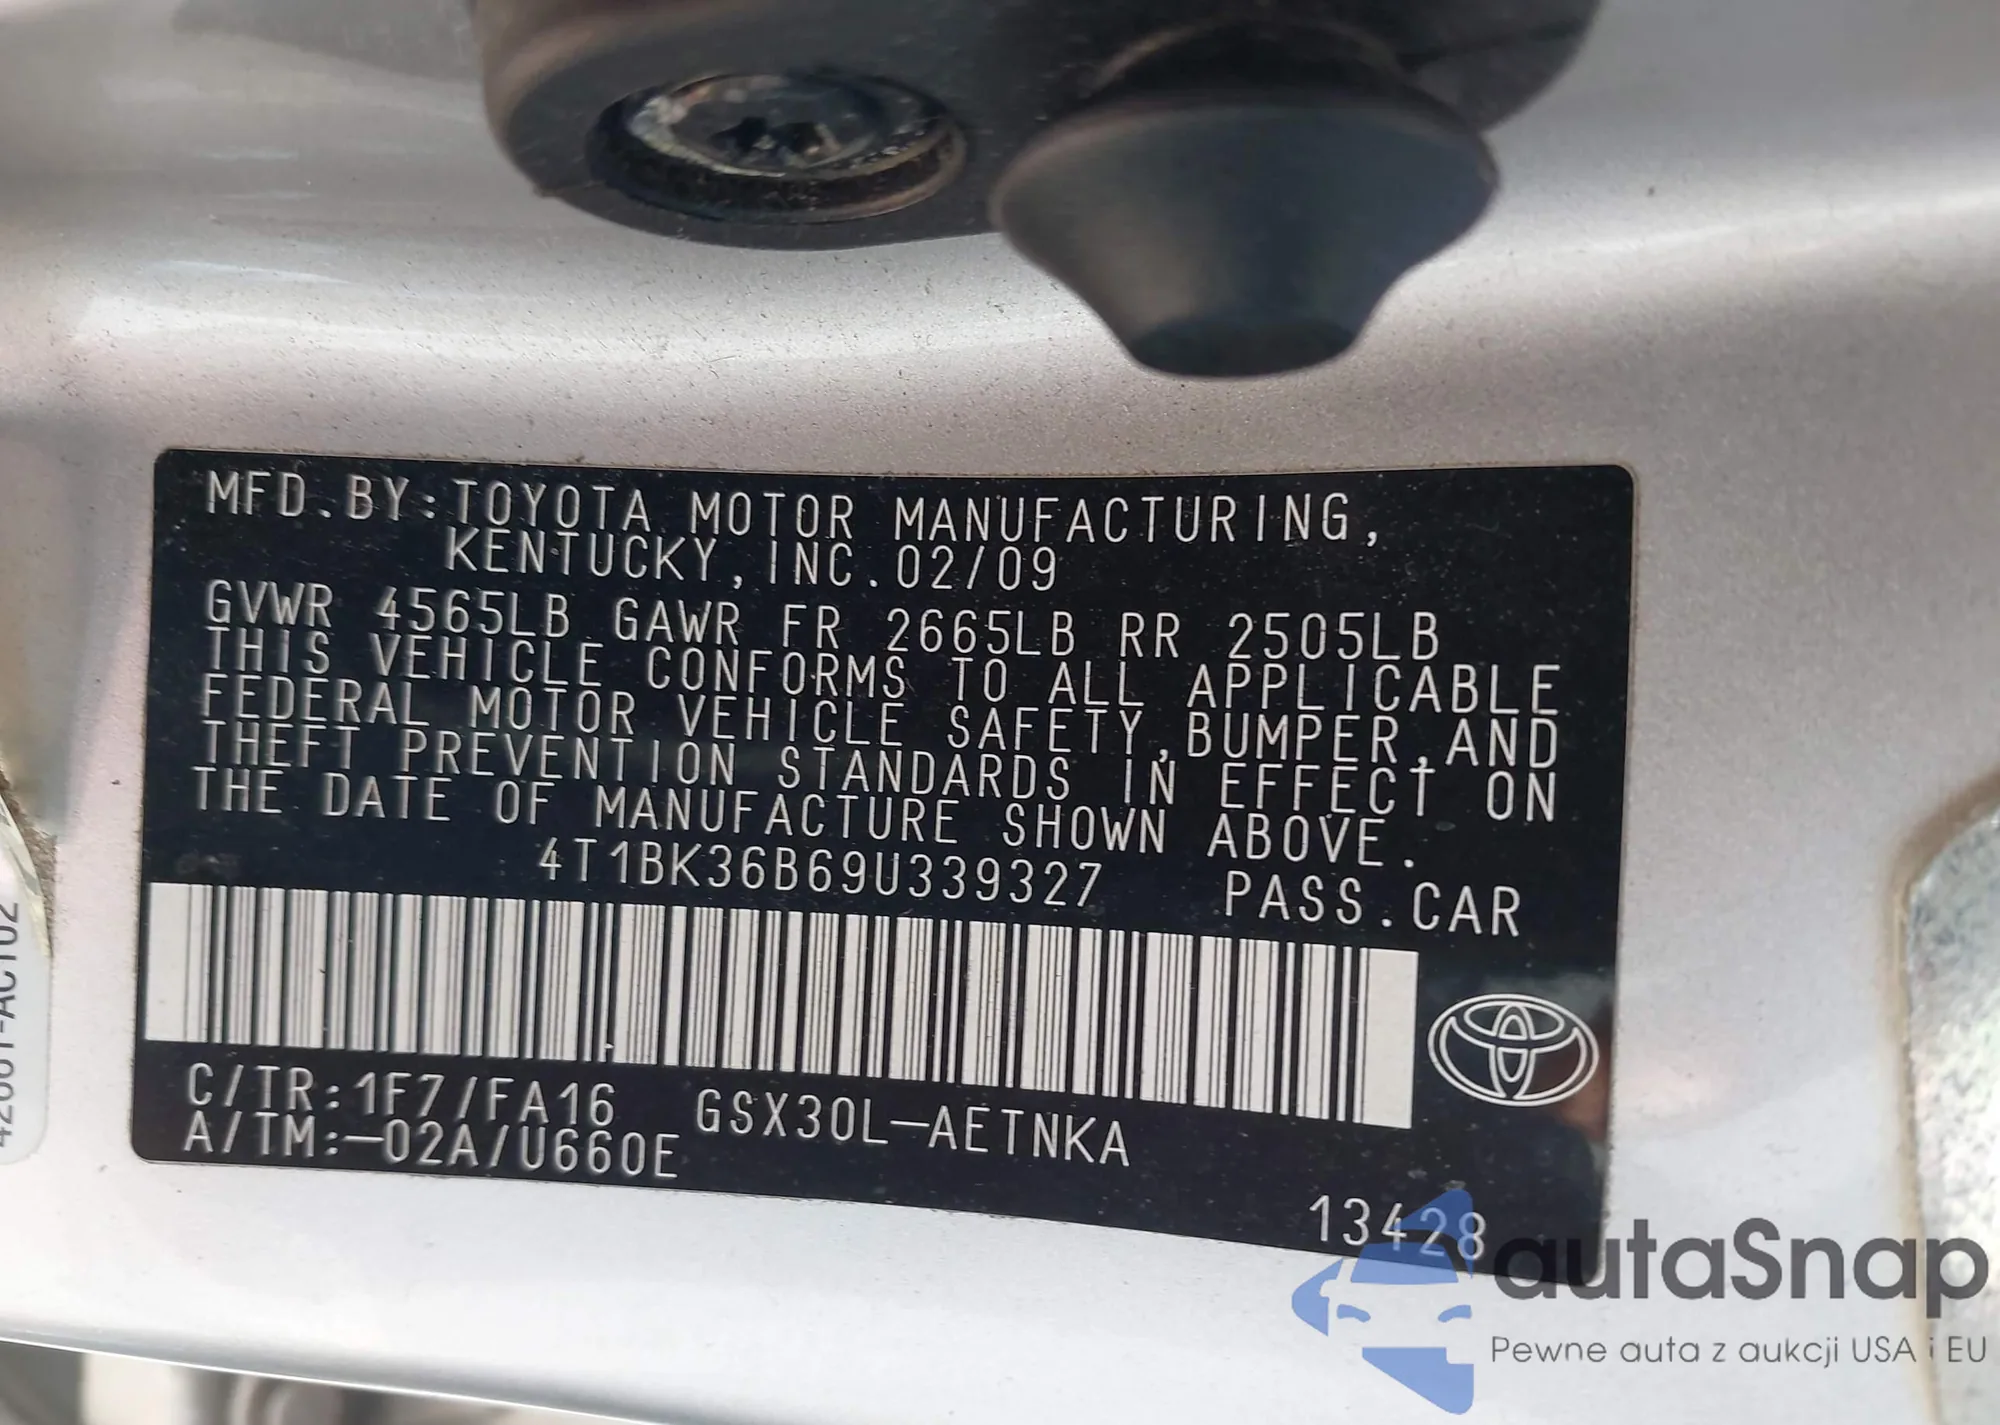 MFD.BY:TOYOTA MOTOR MANUFACTURING,
KENTUCKY,INC.02/09
GVWR 4565LB GAWR FR 2665LB RR 2505LB
THIS VEHICLE CONFORMS TO ALL APPLICABLE
FEDERAL MOTOR VEHICLE SAFETY,BUMPER,AND
THEFT PREVENTION STANDARDS IN EFFECT ON
THE DATE OF MANUFACTURE SHOWN ABOVE.
4T1BK36B69U339327 PASS.CAR
C/TR:1F7/FA16 GSX30L-AETNKA
A/TM:-02A/U660E
13428
autaSnap
Pewne auta z aukcji USA i EU